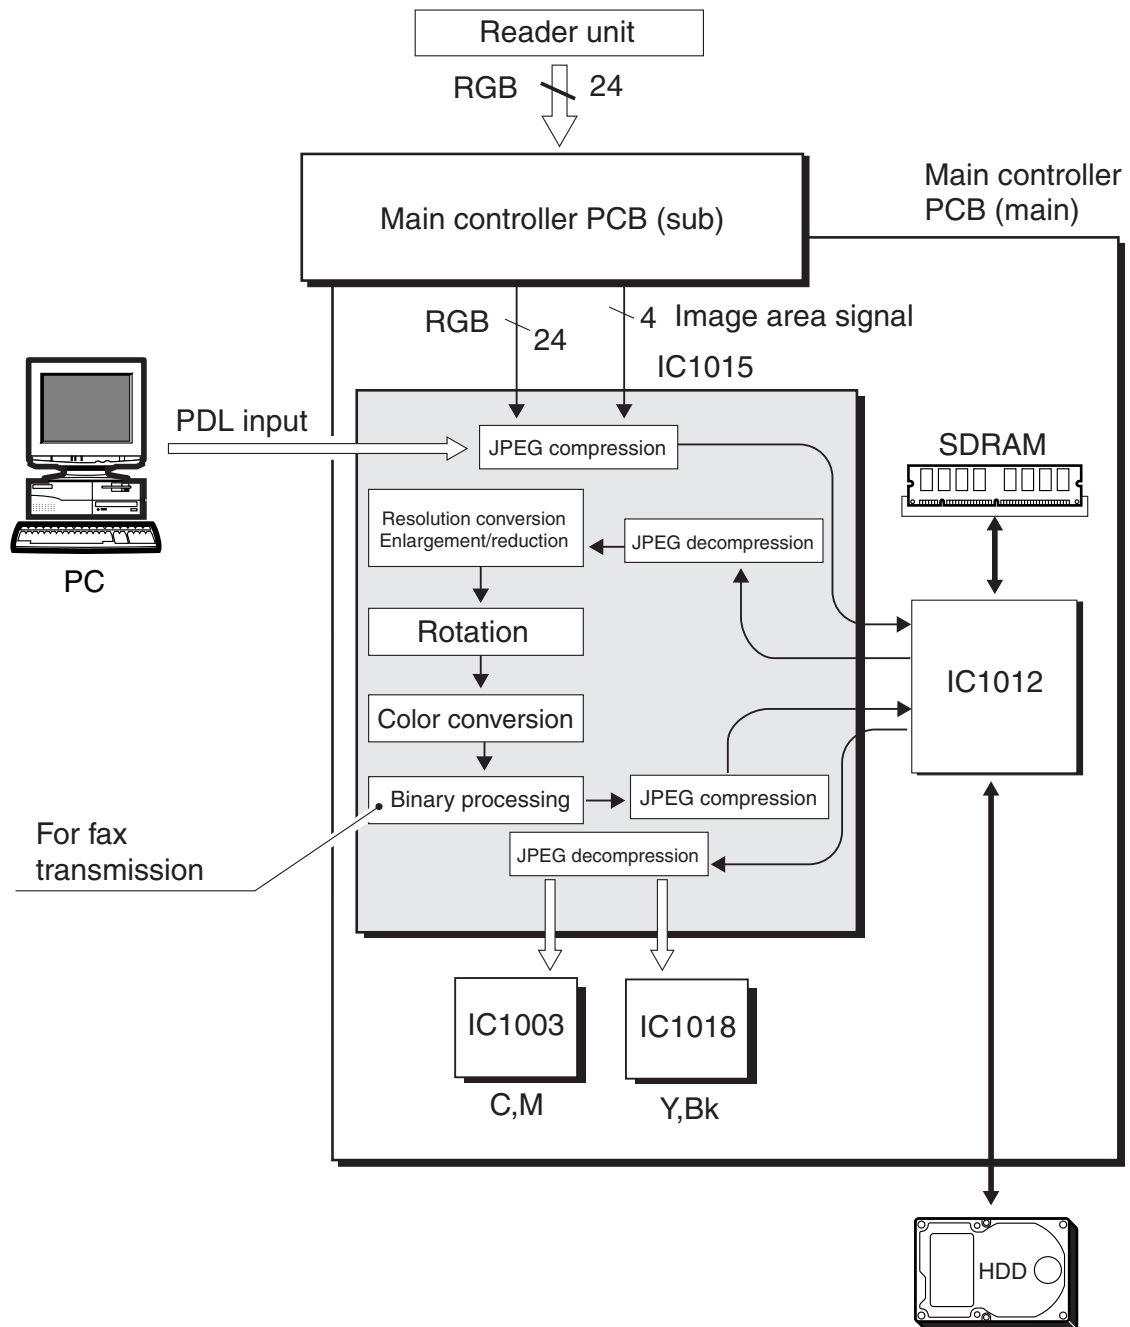 Reader unit
RGB
24
Main controller
PCB (main)
Main controller PCB (sub)
RGB
24
4
Image area signal
IC1015
PDL input
JPEG compression
SDRAM
Resolution conversion
Enlargement/reduction
JPEG decompression
PC
Rotation
IC1012
Color conversion
Binary processing
JPEG compression
For fax
transmission
JPEG decompression
IC1003
IC1018
C,M
Y,Bk
HDD